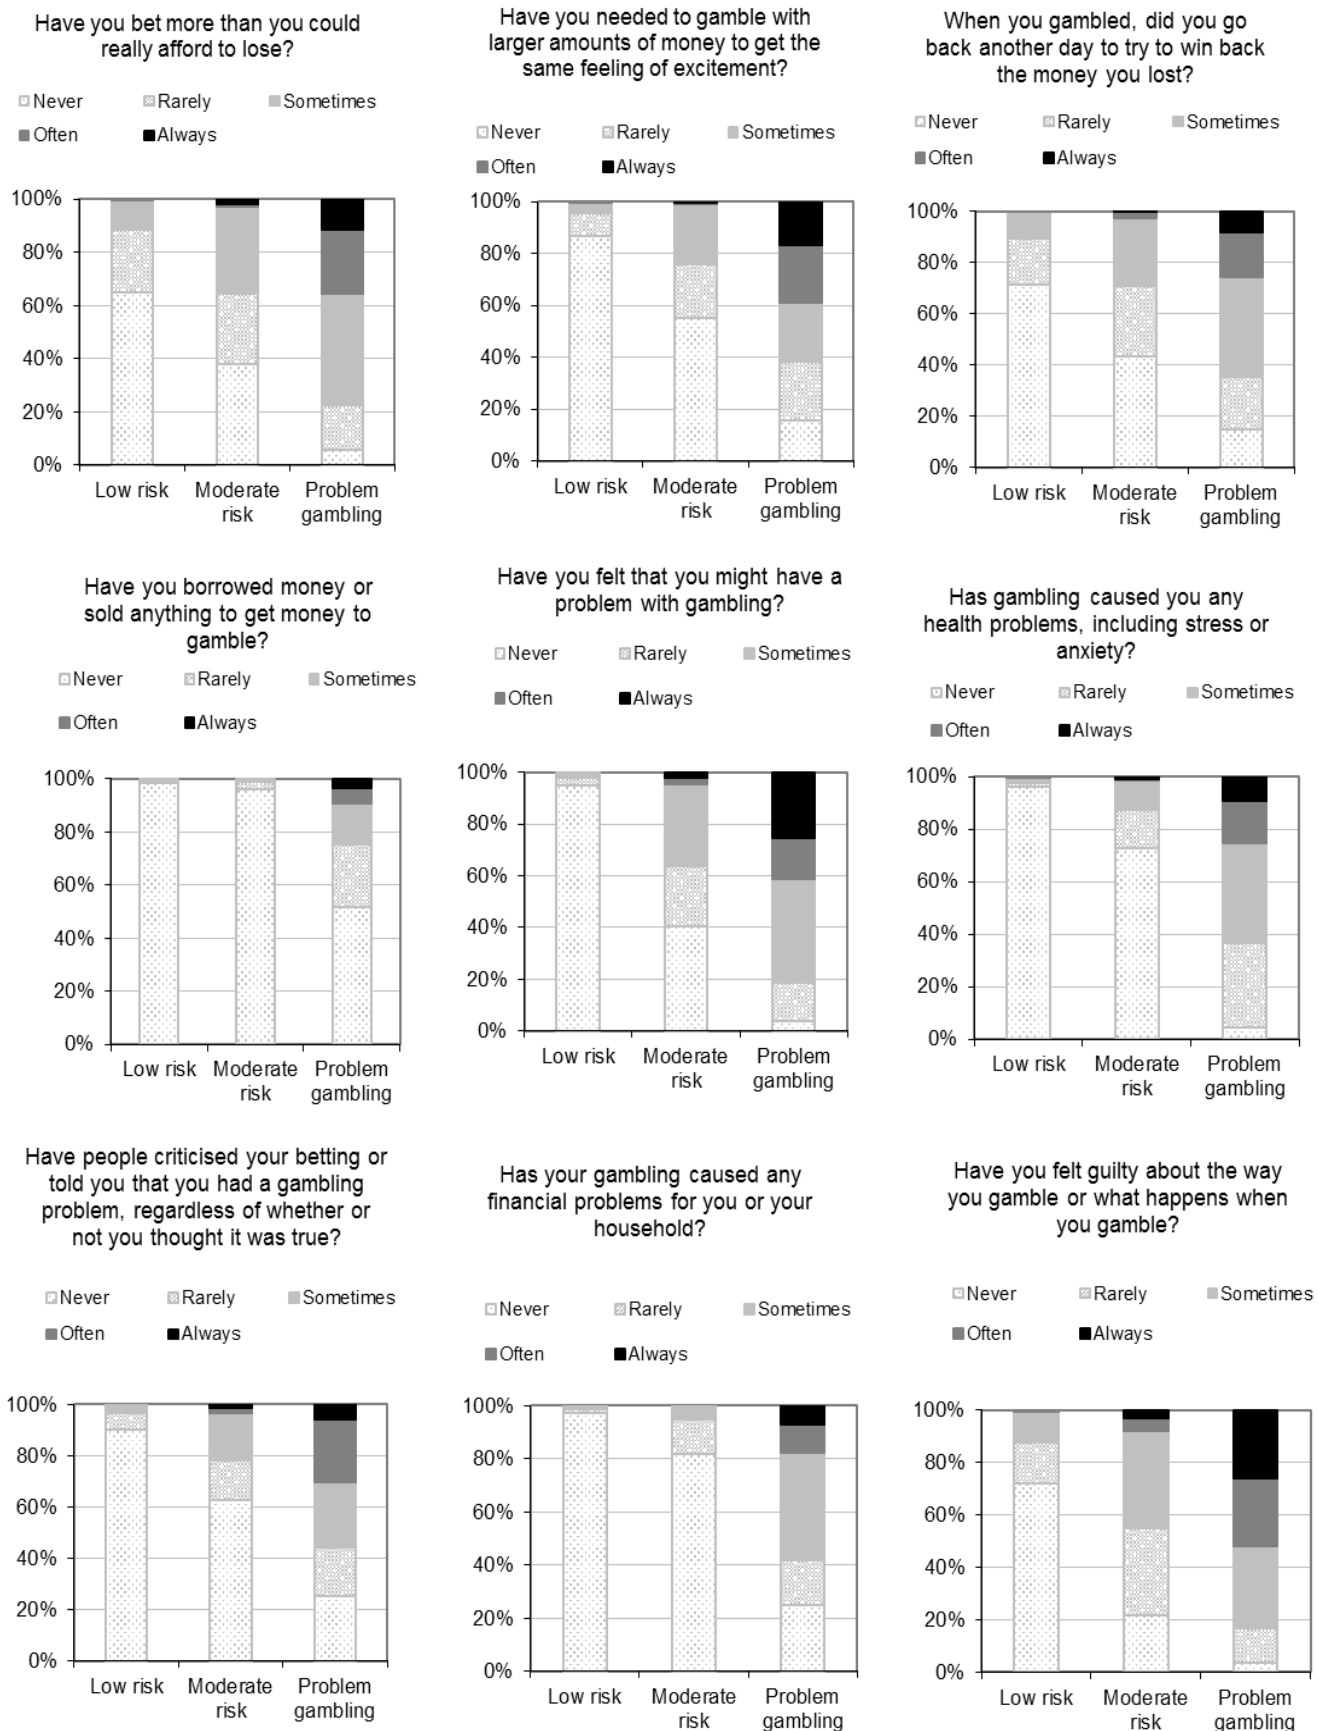 Have you bet more than you could
really afford to lose?
Never Rarely Sometimes
Often Always
100%
80%
60%
40%
20%
0%
Low risk Moderate Problem
risk gambling
Have you needed to gamble with
larger amounts of money to get the
same feeling of excitement?
Never Rarely Sometimes
Often Always
100%
80%
60%
40%
20%
0%
Low risk Moderate Problem
risk gambling
When you gambled, did you go
back another day to try to win back
the money you lost?
Never Rarely Sometimes
Often Always
100%
80%
60%
40%
20%
0%
Low risk Moderate Problem
risk gambling
Have you borrowed money or
sold anything to get money to
gamble?
Never Rarely Sometimes
Often Always
100%
80%
60%
40%
20%
0%
Low risk Moderate Problem
risk gambling
Have you felt that you might have a
problem with gambling?
Never Rarely Sometimes
Often Always
100%
80%
60%
40%
20%
0%
Low risk Moderate Problem
risk gambling
Has gambling caused you any
health problems, including stress or
anxiety?
Never Rarely Sometimes
Often Always
100%
80%
60%
40%
20%
0%
Low risk Moderate Problem
risk gambling
Have people criticised your betting or
told you that you had a gambling
problem, regardless of whether or
not you thought it was true?
Never Rarely Sometimes
Often Always
100%
80%
60%
40%
20%
0%
Low risk Moderate Problem
risk gambling
Has your gambling caused any
financial problems for you or your
household?
Never Rarely Sometimes
Often Always
100%
80%
60%
40%
20%
0%
Low risk Moderate Problem
risk gambling
Have you felt guilty about the way
you gamble or what happens when
you gamble?
Never Rarely Sometimes
Often Always
100%
80%
60%
40%
20%
0%
Low risk Moderate Problem
risk gambling